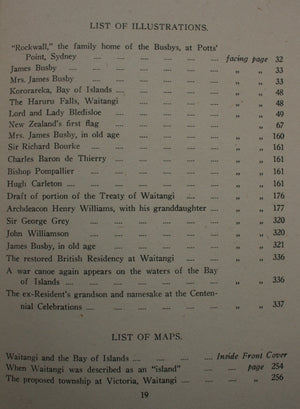 LIST OF ILLUSTRATIONS.
"Rockwall," the family home of the Busbys, at Potts'
Point, Sydney .... .... .... .... .... facing page 32
James Busby .... .... .... .... .... .... „ „ 33
Mrs. James Busby .... .... .... .... .... „ „ 33
Kororareka, Bay of Islands .... .... .... .... „ „ 48
The Haruru Falls, Waitangi .... .... .... .... „ „ 48
Lord and Lady Bledisloe .... .... .... .... „ „ 49
New Zealand's first flag .... .... .... .... „ „ 67
Mrs. James Busby, in old age .... .... .... „ „ 160
Sir Richard Bourke .... .... .... .... .... „ „ 161
Charles Baron de Thierry .... .... .... .... „ „ 161
Bishop Pompallier .... .... .... .... .... „ „ 161
Hugh Carleton .... .... .... .... .... .... „ „ 161
Draft of portion of the Treaty of Waitangi .... .... „ „ 176
Archdeacon Henry Williams, with his granddaughter .... „ „ 177
Sir George Grey .... .... .... .... .... „ „ 320
John Williamson .... .... .... .... .... „ „ 320
James Busby, in old age .... .... .... .... „ „ 321
The restored British Residency at Waitangi .... .... „ „ 336
A war canoe again appears on the waters of the Bay
of Islands .... .... .... .... .... .... „ „ 336
The ex-Resident's grandson and namesake at the Centen-
nial Celebrations .... .... .... .... .... „ „ 337
LIST OF MAPS.
Waitangi and the Bay of Islands .... .... .... Inside Front Cover
When Waitangi was described as an "island" .... .... page 254
The proposed township at Victoria, Waitangi .... .... „ 256
19